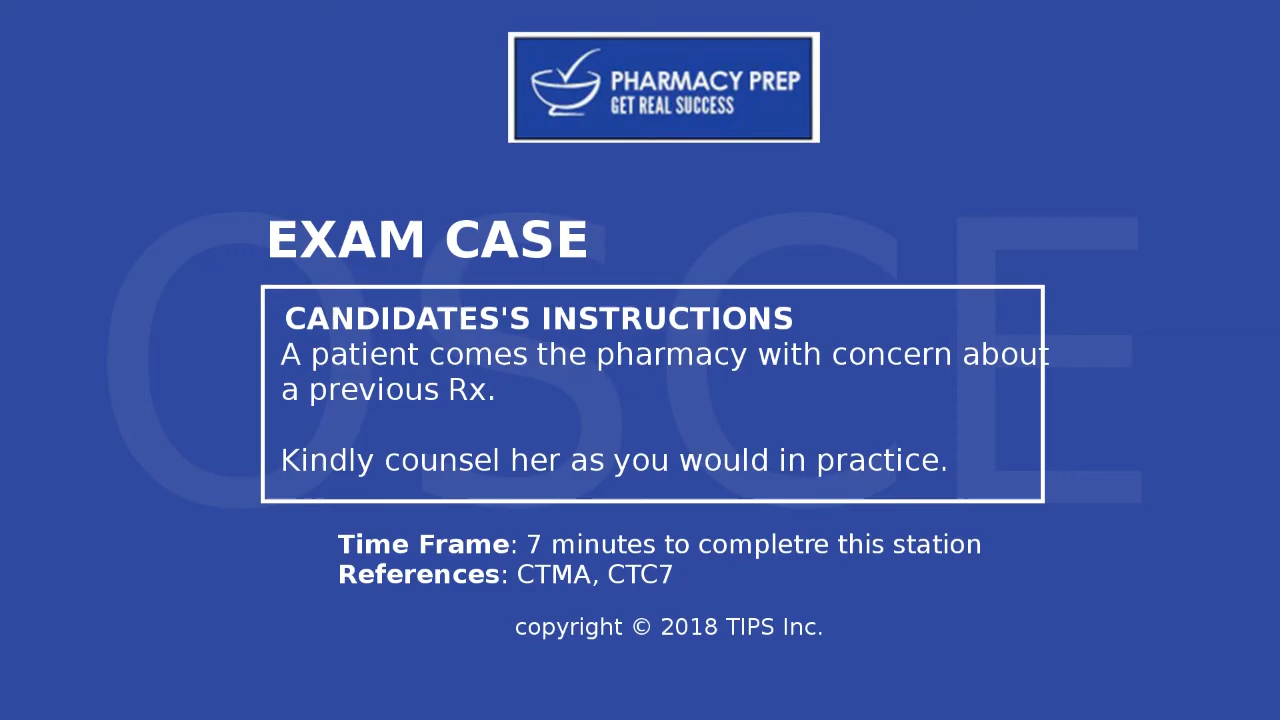 PHARMACY PREP
GET REAL SUCCESS
OSCE
EXAM CASE
CANDIDATES'S INSTRUCTIONS
A patient comes the pharmacy with concern about
a previous Rx.
Kindly counsel her as you would in practice.
Time Frame: 7 minutes to completre this station
References: CTMA, CTC7
copyright © 2018 TIPS Inc.